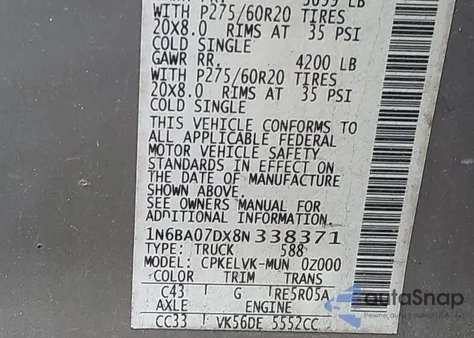 5099 LB
WITH P275/60R20 TIRES
20X8.0 RIMS AT 35 PSI
COLD SINGLE
GAWR RR. 4200 LB
WITH P275/60R20 TIRES
20X8.0 RIMS AT 35 PSI
COLD SINGLE
THIS VEHICLE CONFORMS TO
ALL APPLICABLE FEDERAL
MOTOR VEHICLE SAFETY
STANDARDS IN EFFECT ON
THE DATE OF MANUFACTURE
SHOWN ABOVE.
SEE OWNERS MANUAL FOR
ADDITIONAL INFORMATION.
1N6BA07DX8N338371
TYPE: TRUCK 588
MODEL: CPKELVK-MUN 0Z000
COLOR TRIM TRANS
C43 G RE5R05A
AXLE ENGINE
CC33 VK56DE 5552CC
autoSnap